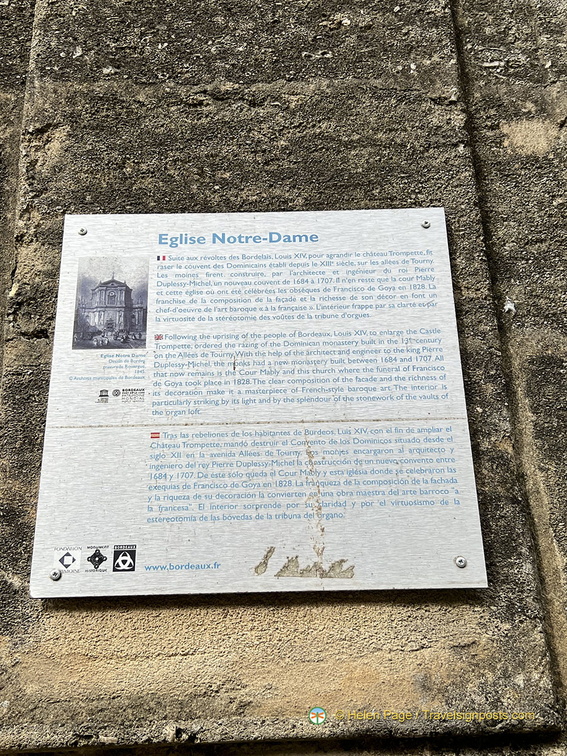 Eglise Notre-Dame
Suite aux révoltes des Bordelais, Louis XIV, pour agrandir le château Trompette, fit
raser le couvent des Dominicains établi depuis le XIIIe siècle, sur les allées de Tourny.
Les moines firent construire, par l'architecte et ingénieur du roi Pierre
Duplessy-Michel, un nouveau couvent de 1684 à 1707. Il n'en reste que la cour Mably
et cette église où ont été célébrées les obsèques de Francisco de Goya en 1828. La
franchise de la composition de la façade et la richesse de son décor en font un
chef-d'oeuvre de l'art baroque « à la française ». L'intérieur frappe par sa clarté et par
la virtuosité de la stéréotomie des voûtes de la tribune d'orgues.
Following the uprising of the people of Bordeaux, Louis XIV, to enlarge the Castle
Trompette, ordered the razing of the Dominican monastery built in the 13th century
on the Allées de Tourny. With the help of the architect and engineer to the king Pierre
Duplessy-Michel, the monks had a new monastery built between 1684 and 1707. All
that now remains is the Cour Mably and this church where the funeral of Francisco
de Goya took place in 1828. The clear composition of the facade and the richness of
its decoration make it a masterpiece of French-style baroque art. The interior is
particularly striking by its light and by the splendour of the stonework of the vaults of
the organ loft.
Tras las rebeliones de los habitantes de Burdeos, Luis XIV, con el fin de ampliar el
Château Trompette, mandó destruir el Convento de los Dominicos situado desde el
siglo XII en la avenida Allées de Tourny. Los monjes encargaron al arquitecto y
ingeniero del rey Pierre Duplessy-Michel la construcción de un nuevo convento entre
1684 y 1707. De éste sólo queda el Cour Mably y esta iglesia donde se celebraron las
exequias de Francisco de Goya en 1828. La franqueza de la composición de la fachada
y la riqueza de su decoración la convierten en una obra maestra del arte barroco "a
la francesa". El interior sorprende por su claridad y por el virtuosismo de la
estereotomía de las bóvedas de la tribuna del órgano.
Eglise Notre Dame
UNESCO
BORDEAUX
FONDATION
MONUMENT
HISTORIQUE
BORDEAUX
www.bordeaux.fr
© Helen Page / Travelsignposts.com